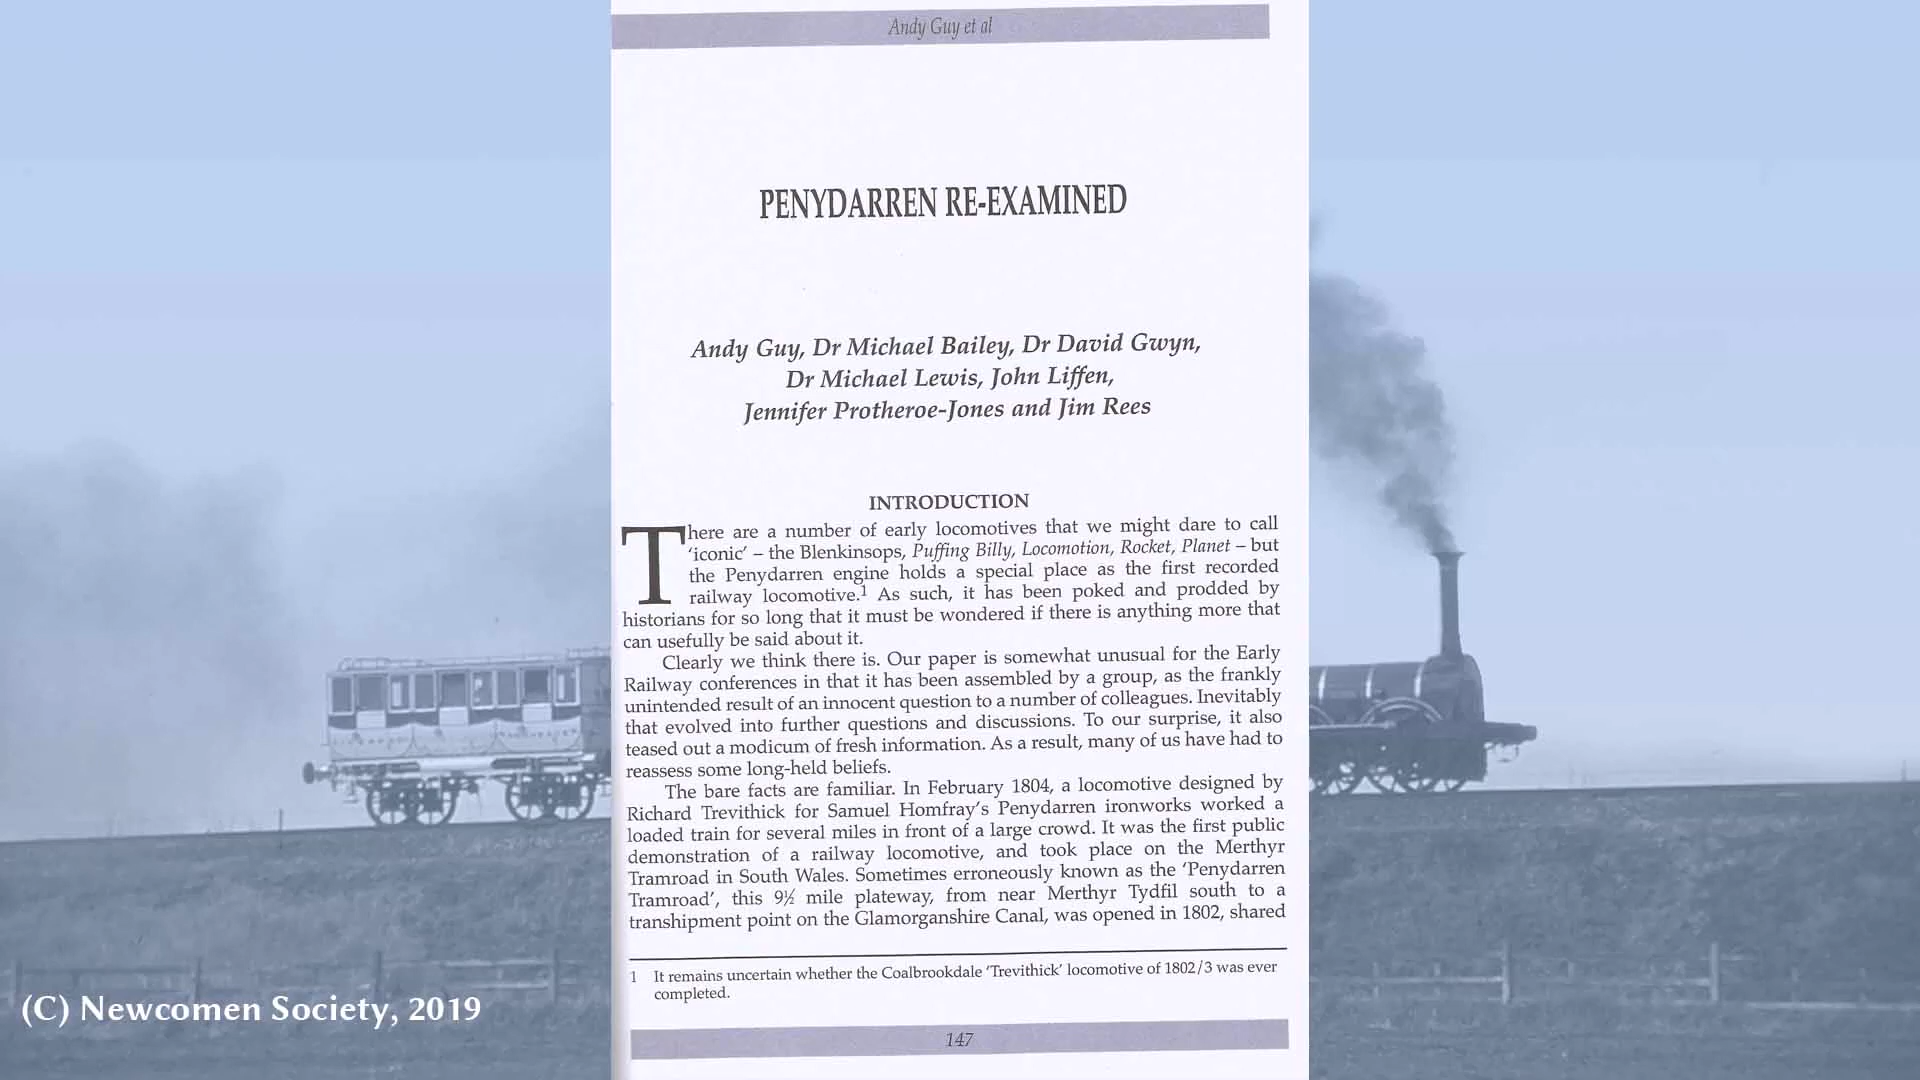 Andy Guy et al
PENYDARREN RE-EXAMINED
Andy Guy, Dr Michael Bailey, Dr David Gwyn,
Dr Michael Lewis, John Liffen,
Jennifer Protheroe-Jones and Jim Rees
INTRODUCTION
There are a number of early locomotives that we might dare to call
‘iconic’ – the Blenkinsops, Puffing Billy, Locomotion, Rocket, Planet – but
the Penydarren engine holds a special place as the first recorded
railway locomotive.1 As such, it has been poked and prodded by
historians for so long that it must be wondered if there is anything more that
can usefully be said about it.
Clearly we think there is. Our paper is somewhat unusual for the Early
Railway conferences in that it has been assembled by a group, as the frankly
unintended result of an innocent question to a number of colleagues. Inevitably
that evolved into further questions and discussions. To our surprise, it also
teased out a modicum of fresh information. As a result, many of us have had to
reassess some long-held beliefs.
The bare facts are familiar. In February 1804, a locomotive designed by
Richard Trevithick for Samuel Homfray’s Penydarren ironworks worked a
loaded train for several miles in front of a large crowd. It was the first public
demonstration of a railway locomotive, and took place on the Merthyr
Tramroad in South Wales. Sometimes erroneously known as the ‘Penydarren
Tramroad’, this 9½ mile plateway, from near Merthyr Tydfil south to a
transhipment point on the Glamorganshire Canal, was opened in 1802, shared
1 It remains uncertain whether the Coalbrookdale ‘Trevithick’ locomotive of 1802/3 was ever
completed.
147
(C) Newcomen Society, 2019